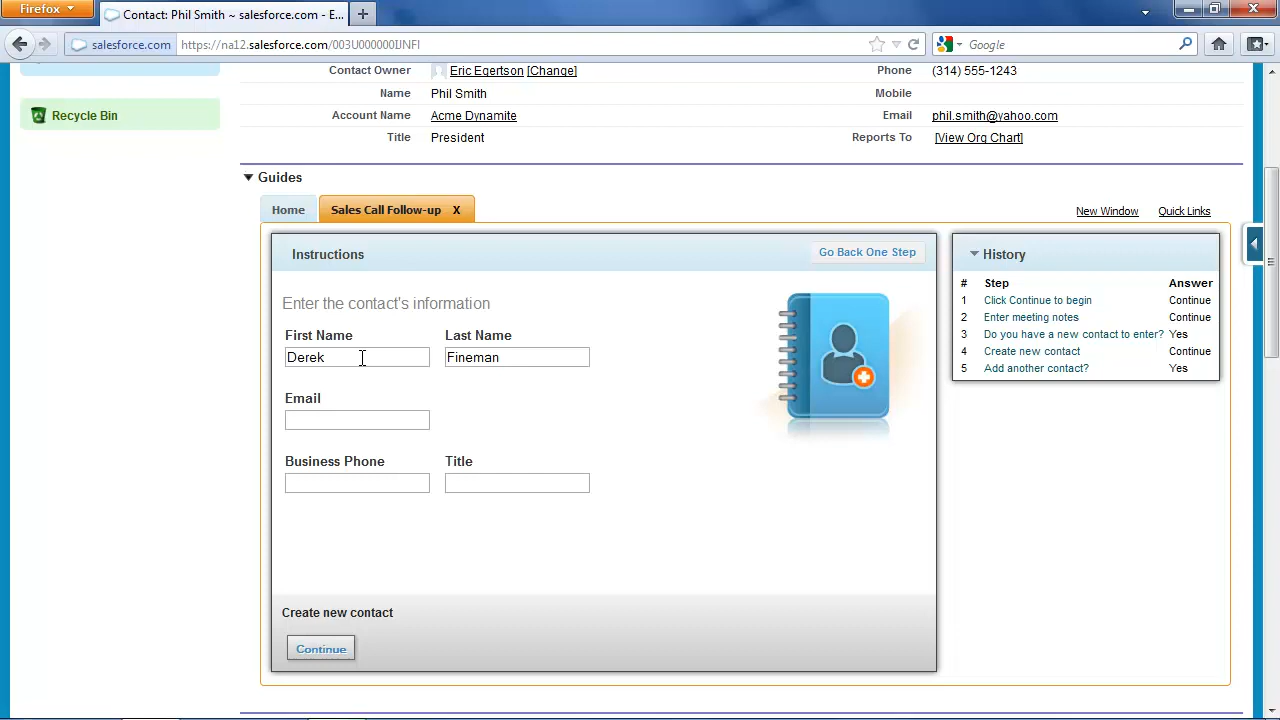 Firefox
Contact: Phil Smith ~ salesforce.com - E...
salesforce.com
https://na12.salesforce.com/003U000000IJNFI
Google
Contact Owner Eric Egertson [Change] Phone (314) 555-1243
Name Phil Smith Mobile
Recycle Bin
Account Name Acme Dynamite Email phil.smith@yahoo.com
Title President Reports To [View Org Chart]
Guides
Home Sales Call Follow-up X New Window Quick Links
Instructions Go Back One Step
Enter the contact's information
First Name Last Name
Derek Fineman
Email
Business Phone Title
Create new contact
Continue
History
# Step Answer
1 Click Continue to begin Continue
2 Enter meeting notes Continue
3 Do you have a new contact to enter? Yes
4 Create new contact Continue
5 Add another contact? Yes